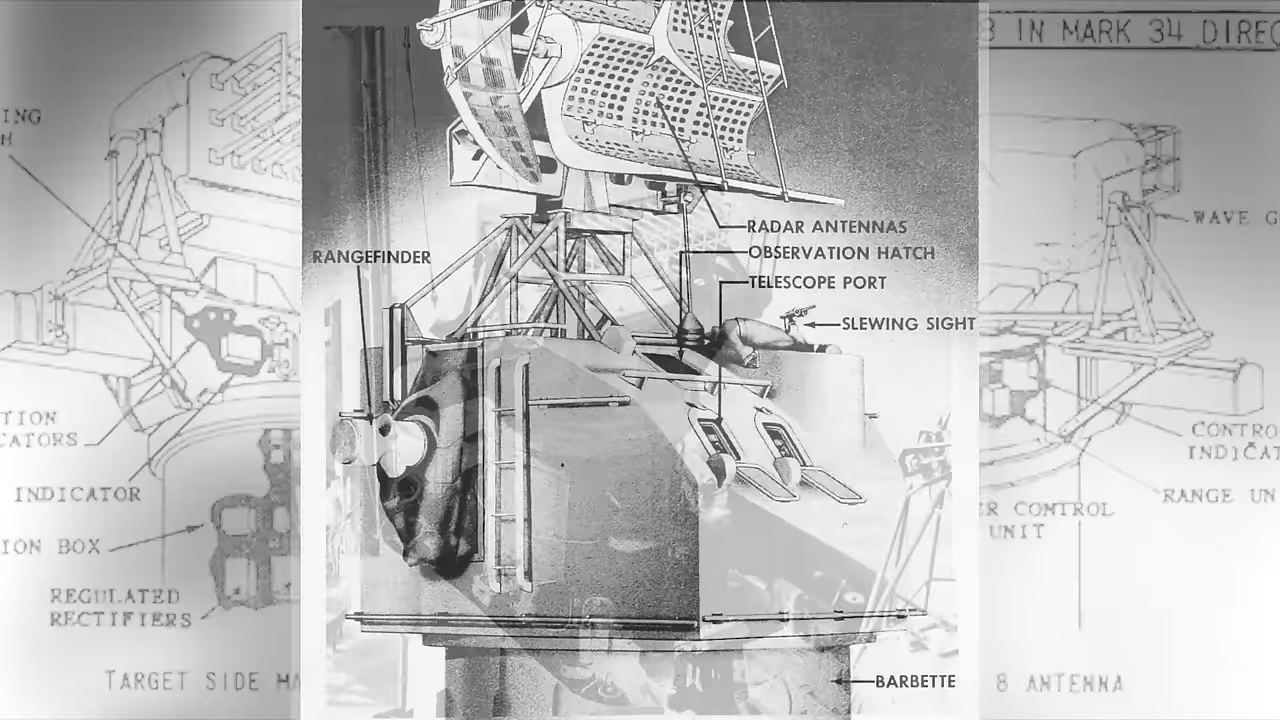 8 IN MARK 34 DIREC
ING
H
WAVE G
RADAR ANTENNAS
OBSERVATION HATCH
RANGEFINDER
TELESCOPE PORT
SLEWING SIGHT
TION
CATORS
CONTRO
INDICAT
INDICATOR
RANGE UN
ER CONTROL
UNIT
ION BOX
REGULATED
RECTIFIERS
BARBETTE
TARGET SIDE
8 ANTENNA